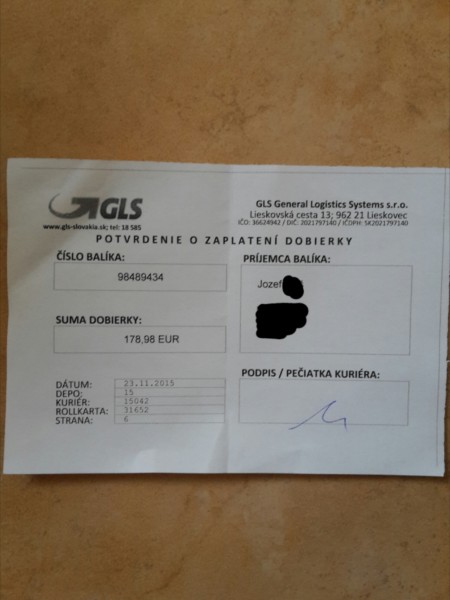 GLS
www.gls-slovakia.sk; tel: 18 585
GLS General Logistics Systems s.r.o.
Lieskovská cesta 13; 962 21 Lieskovec
IČO: 36624942 / DIČ: 2021797140 / IČDPH: SK2021797140
POTVRDENIE O ZAPLATENÍ DOBIERKY
ČÍSLO BALÍKA:
98489434
SUMA DOBIERKY:
178,98 EUR
PRÍJEMCA BALÍKA:
Jozef
DÁTUM: 23.11.2015
DEPO: 15
KURIÉR: 15042
ROLLKARTA: 31652
STRANA: 6
PODPIS / PEČIATKA KURIÉRA: